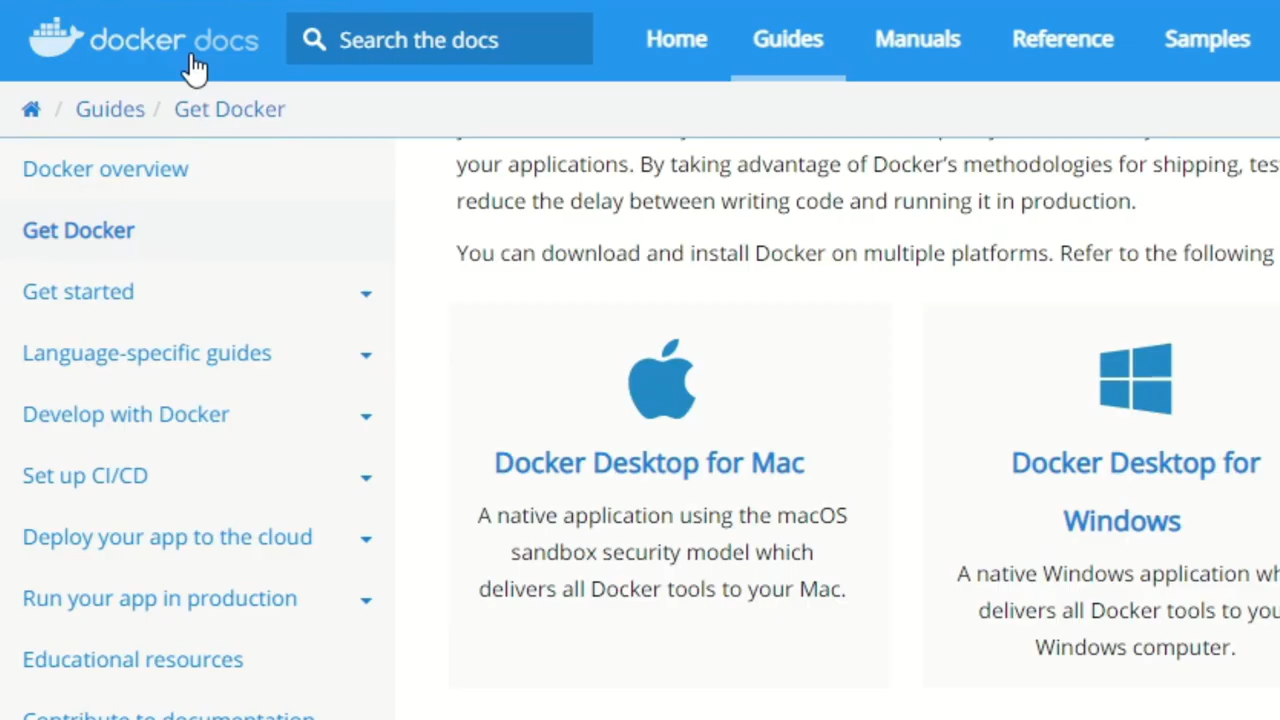 docker docs
Search the docs
Home
Guides
Manuals
Reference
Samples
/ Guides / Get Docker
Docker overview
Get Docker
Get started
Language-specific guides
Develop with Docker
Set up CI/CD
Deploy your app to the cloud
Run your app in production
Educational resources
Contribute to documentation
your applications. By taking advantage of Docker's methodologies for shipping,
reduce the delay between writing code and running it in production.
You can download and install Docker on multiple platforms. Refer to the following
Docker Desktop for Mac
A native application using the macOS
sandbox security model which
delivers all Docker tools to your Mac.
Docker Desktop for
Windows
A native Windows application
delivers all Docker tools to
Windows computer.